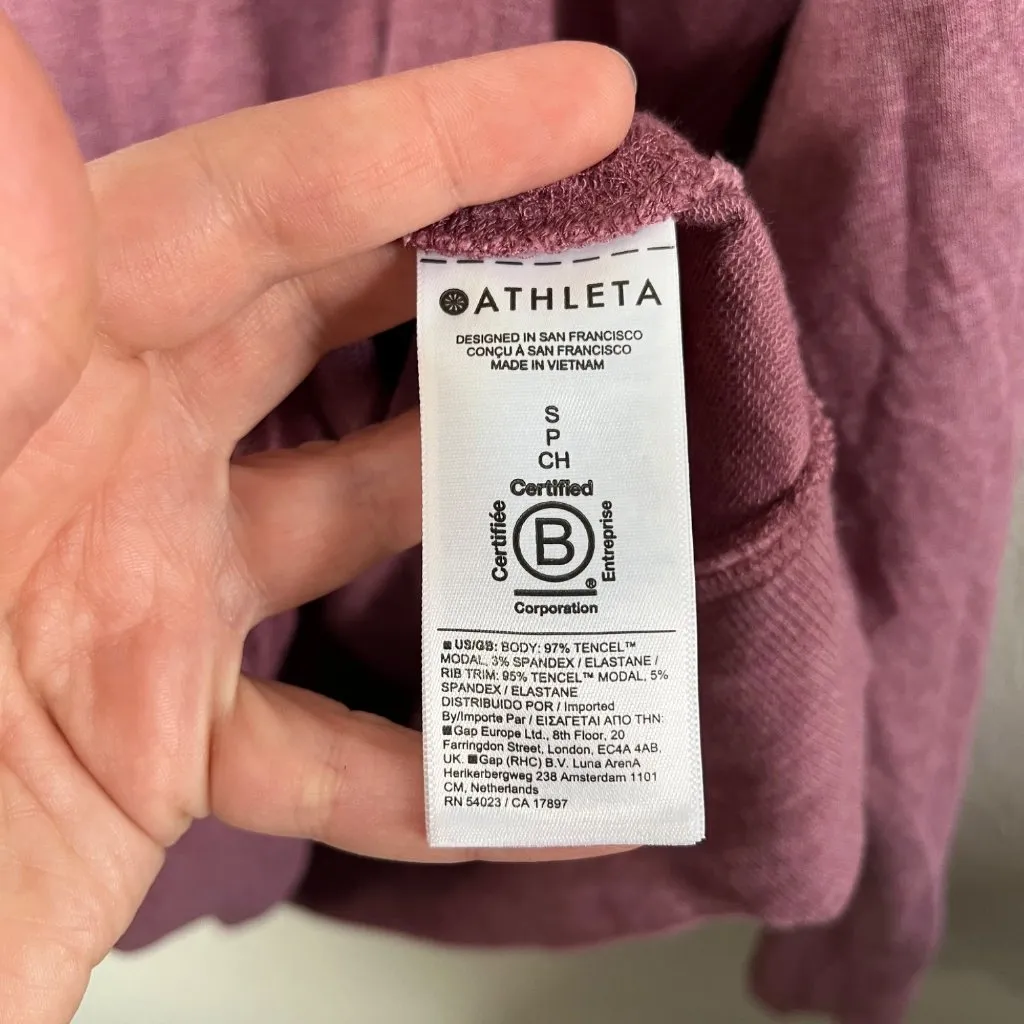 ATHLETA
DESIGNED IN SAN FRANCISCO
CONÇU À SAN FRANCISCO
MADE IN VIETNAM
S
P
CH
Certified
Certifiée
B
Entreprise
®
Corporation
US/GB: BODY: 97% TENCEL™
MODAL, 3% SPANDEX / ELASTANE /
RIB TRIM: 95% TENCEL™ MODAL, 5%
SPANDEX / ELASTANE
DISTRIBUIDO POR / Imported
By/Importe Par / ΕΙΣΑΓΕΤΑΙ ΑΠΟ ΤΗΝ:
Gap Europe Ltd., 8th Floor, 20
Farringdon Street, London, EC4A 4AB.
UK. Gap (RHC) B.V. Luna ArenA
Herikerbergweg 238 Amsterdam 1101
CM, Netherlands
RN 54023 / CA 17897